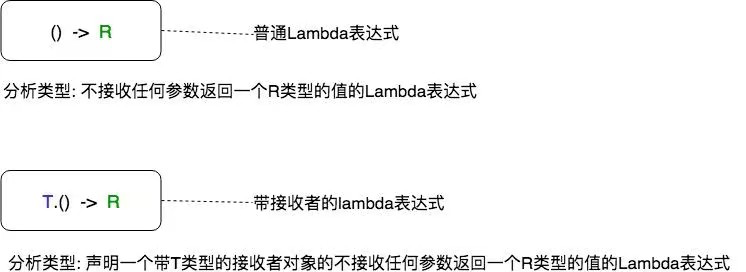 () -> R 普通Lambda表达式
分析类型: 不接收任何参数返回一个R类型的值的Lambda表达式
T.() -> R 带接收者的lambda表达式
分析类型: 声明一个带T类型的接收者对象的不接收任何参数返回一个R类型的值的Lambda表达式